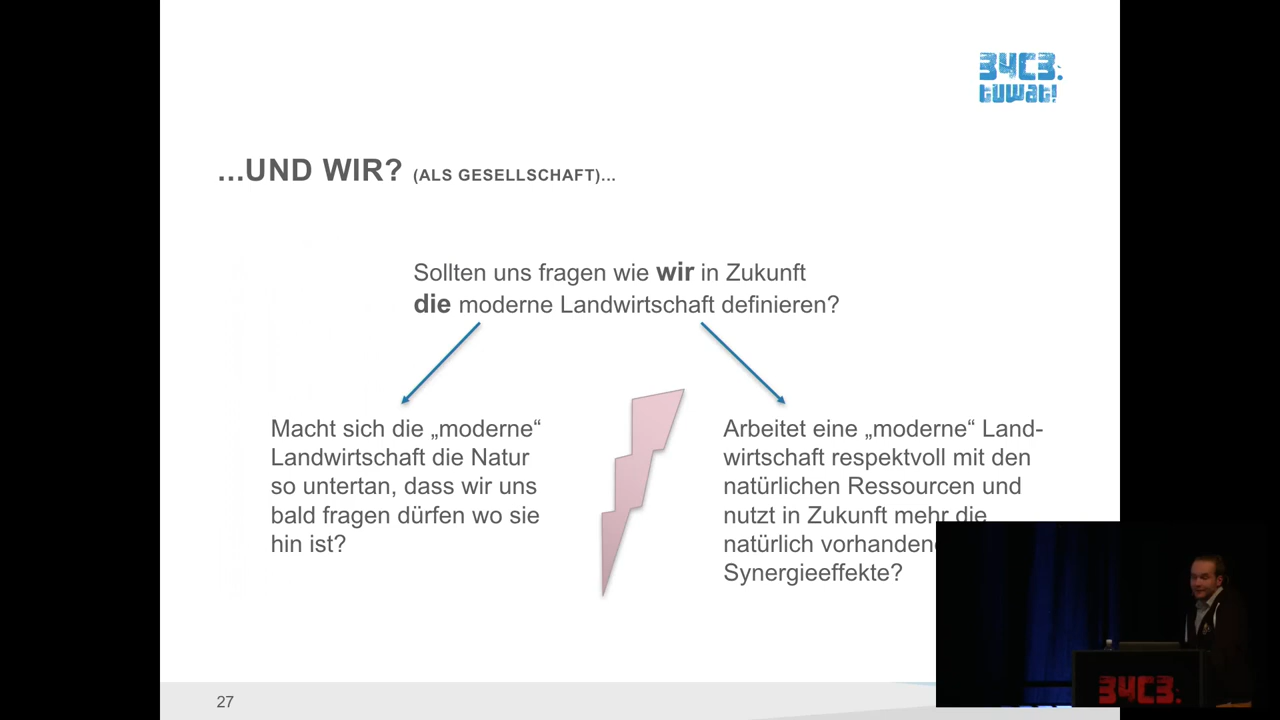 34C3.
tuwat!
...UND WIR? (ALS GESELLSCHAFT)...
Sollten uns fragen wie wir in Zukunft
die moderne Landwirtschaft definieren?
Macht sich die „moderne“
Landwirtschaft die Natur
so untertan, dass wir uns
bald fragen dürfen wo sie
hin ist?
Arbeitet eine „moderne“ Land-
wirtschaft respektvoll mit den
natürlichen Ressourcen und
nutzt in Zukunft mehr die
natürlich vorhanden
Synergieeffekte?
27
34C3.